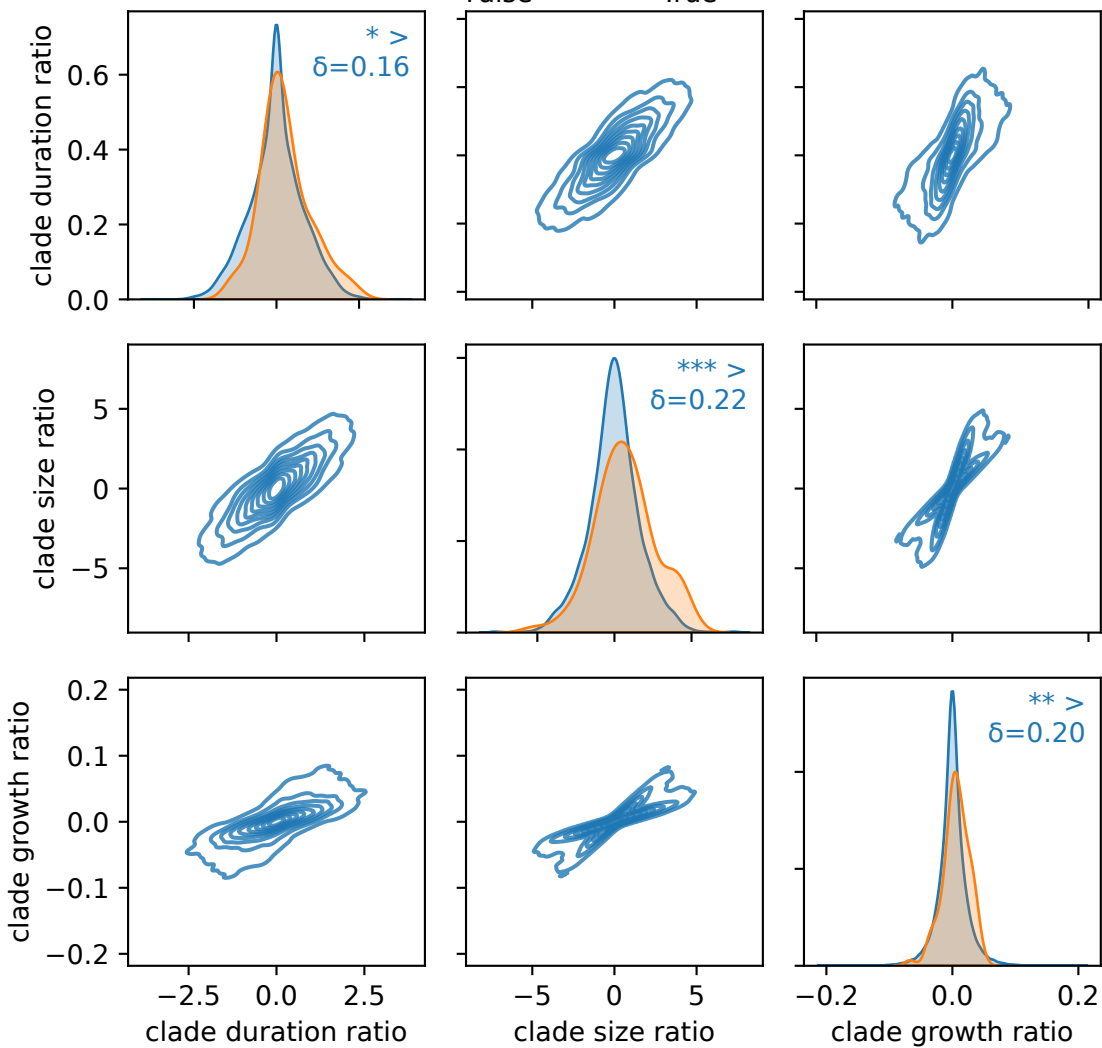 * >
δ=0.16
clade duration ratio
0.6
0.4
0.2
0.0
*** >
δ=0.22
clade size ratio
5
0
−5
** >
δ=0.20
clade growth ratio
0.2
0.1
0.0
−0.1
−0.2
−2.5 0.0 2.5
−5 0 5
−0.2 0.0 0.2
clade duration ratio
clade size ratio
clade growth ratio